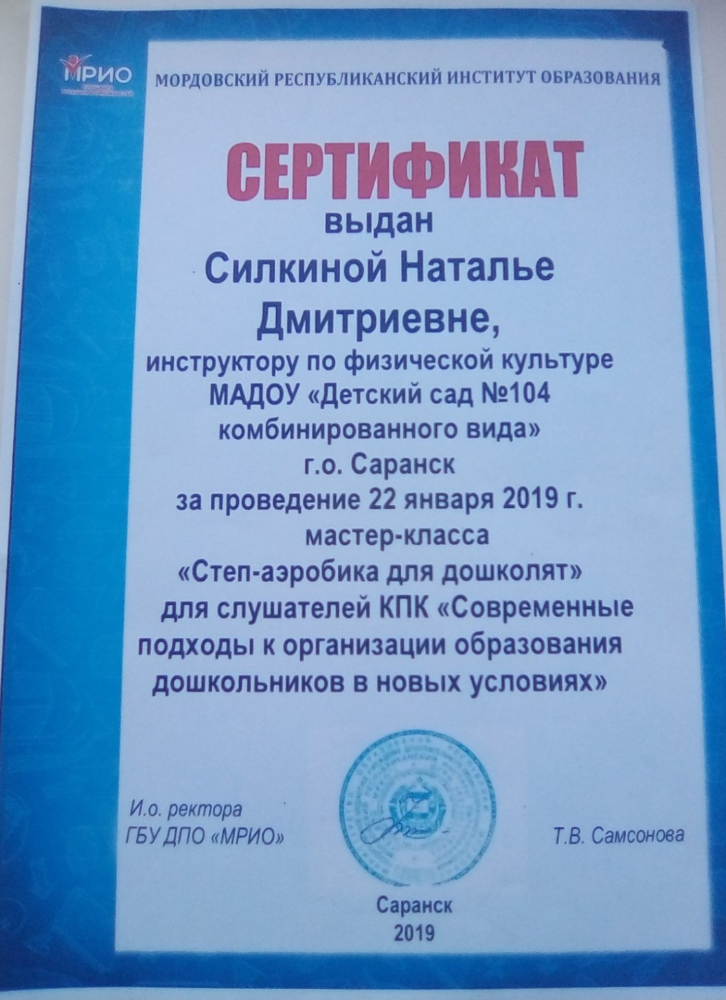 МРИО
МОРДОВСКИЙ РЕСПУБЛИКАНСКИЙ ИНСТИТУТ ОБРАЗОВАНИЯ
СЕРТИФИКАТ
выдан
Силкиной Наталье
Дмитриевне,
инструктору по физической культуре
МАДОУ «Детский сад №104
комбинированного вида»
г.о. Саранск
за проведение 22 января 2019 г.
мастер-класса
«Степ-аэробика для дошколят»
для слушателей КПК «Современные
подходы к организации образования
дошкольников в новых условиях»
И.о. ректора
ГБУ ДПО «МРИО»
Т.В. Самсонова
Саранск
2019